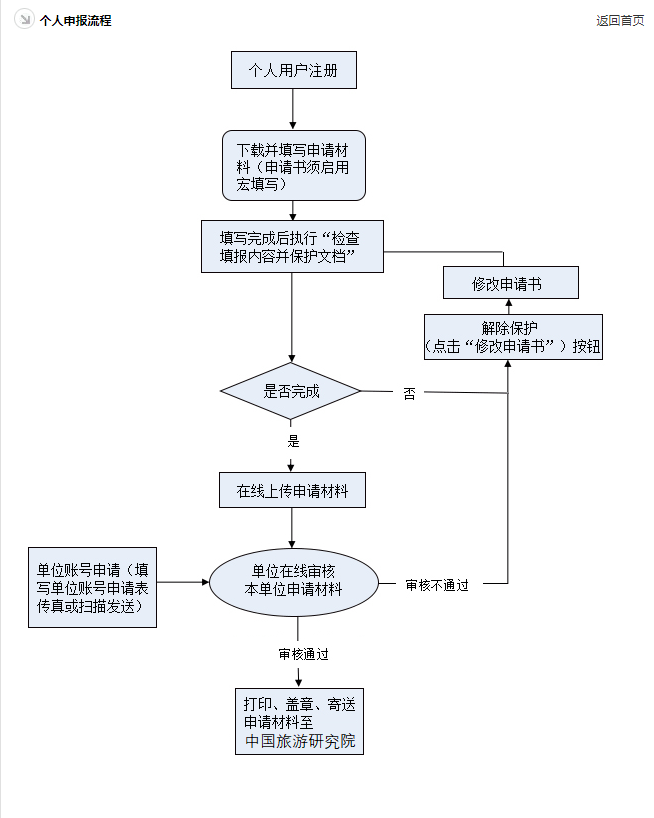 个人申报流程
返回首页
个人用户注册
下载并填写申请材
料（申请书须启用
宏填写）
填写完成后执行“检查
填报内容并保护文档”
修改申请书
解除保护
（点击“修改申请书”）按钮
是否完成
否
是
在线上传申请材料
单位账号申请（填
写单位账号申请表
传真或扫描发送）
单位在线审核
本单位申请材料
审核不通过
审核通过
打印、盖章、寄送
申请材料至
中国旅游研究院